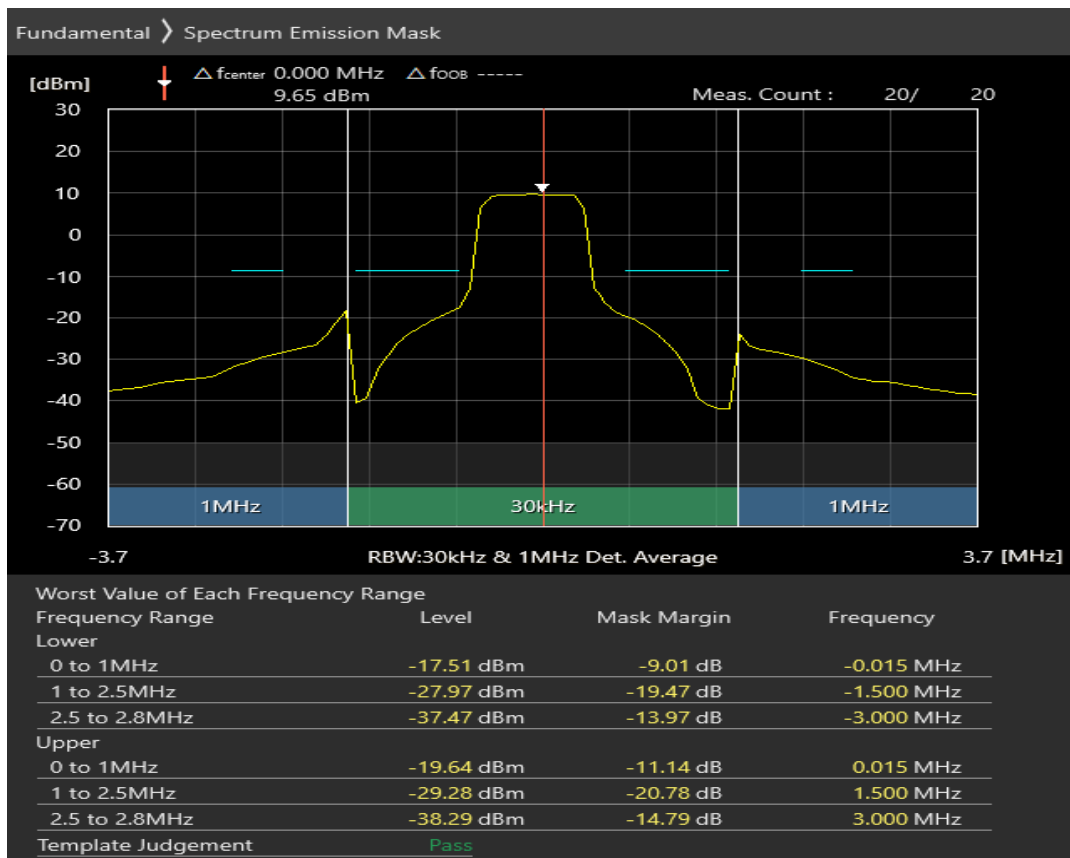 Fundamental 〉 Spectrum Emission Mask
[dBm] △ fcenter 0.000 MHz △ fOOB -----
9.65 dBm Meas. Count : 20/ 20
30
20
10
0
-10
-20
-30
-40
-50
-60
1MHz 30kHz 1MHz
-70
-3.7 RBW:30kHz & 1MHz Det. Average 3.7 [MHz]
Worst Value of Each Frequency Range
Frequency Range Level Mask Margin Frequency
Lower
0 to 1MHz -17.51 dBm -9.01 dB -0.015 MHz
1 to 2.5MHz -27.97 dBm -19.47 dB -1.500 MHz
2.5 to 2.8MHz -37.47 dBm -13.97 dB -3.000 MHz
Upper
0 to 1MHz -19.64 dBm -11.14 dB 0.015 MHz
1 to 2.5MHz -29.28 dBm -20.78 dB 1.500 MHz
2.5 to 2.8MHz -38.29 dBm -14.79 dB 3.000 MHz
Template Judgement Pass